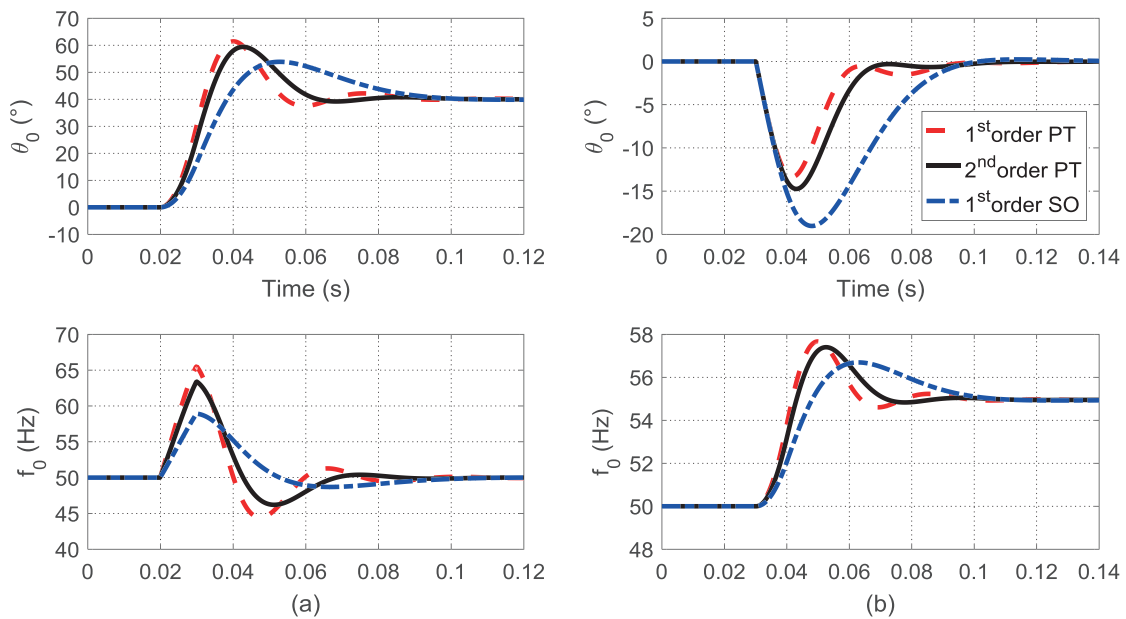 70
60
50
40
30
20
10
0
-10
θ0 (°)
0 0.02 0.04 0.06 0.08 0.1 0.12
Time (s)
5
0
-5
-10
-15
-20
θ0 (°)
1st order PT
2nd order PT
1st order SO
0 0.02 0.04 0.06 0.08 0.1 0.12 0.14
Time (s)
70
65
60
55
50
45
40
f0 (Hz)
0 0.02 0.04 0.06 0.08 0.1 0.12
(a)
58
56
54
52
50
48
f0 (Hz)
0 0.02 0.04 0.06 0.08 0.1 0.12 0.14
(b)